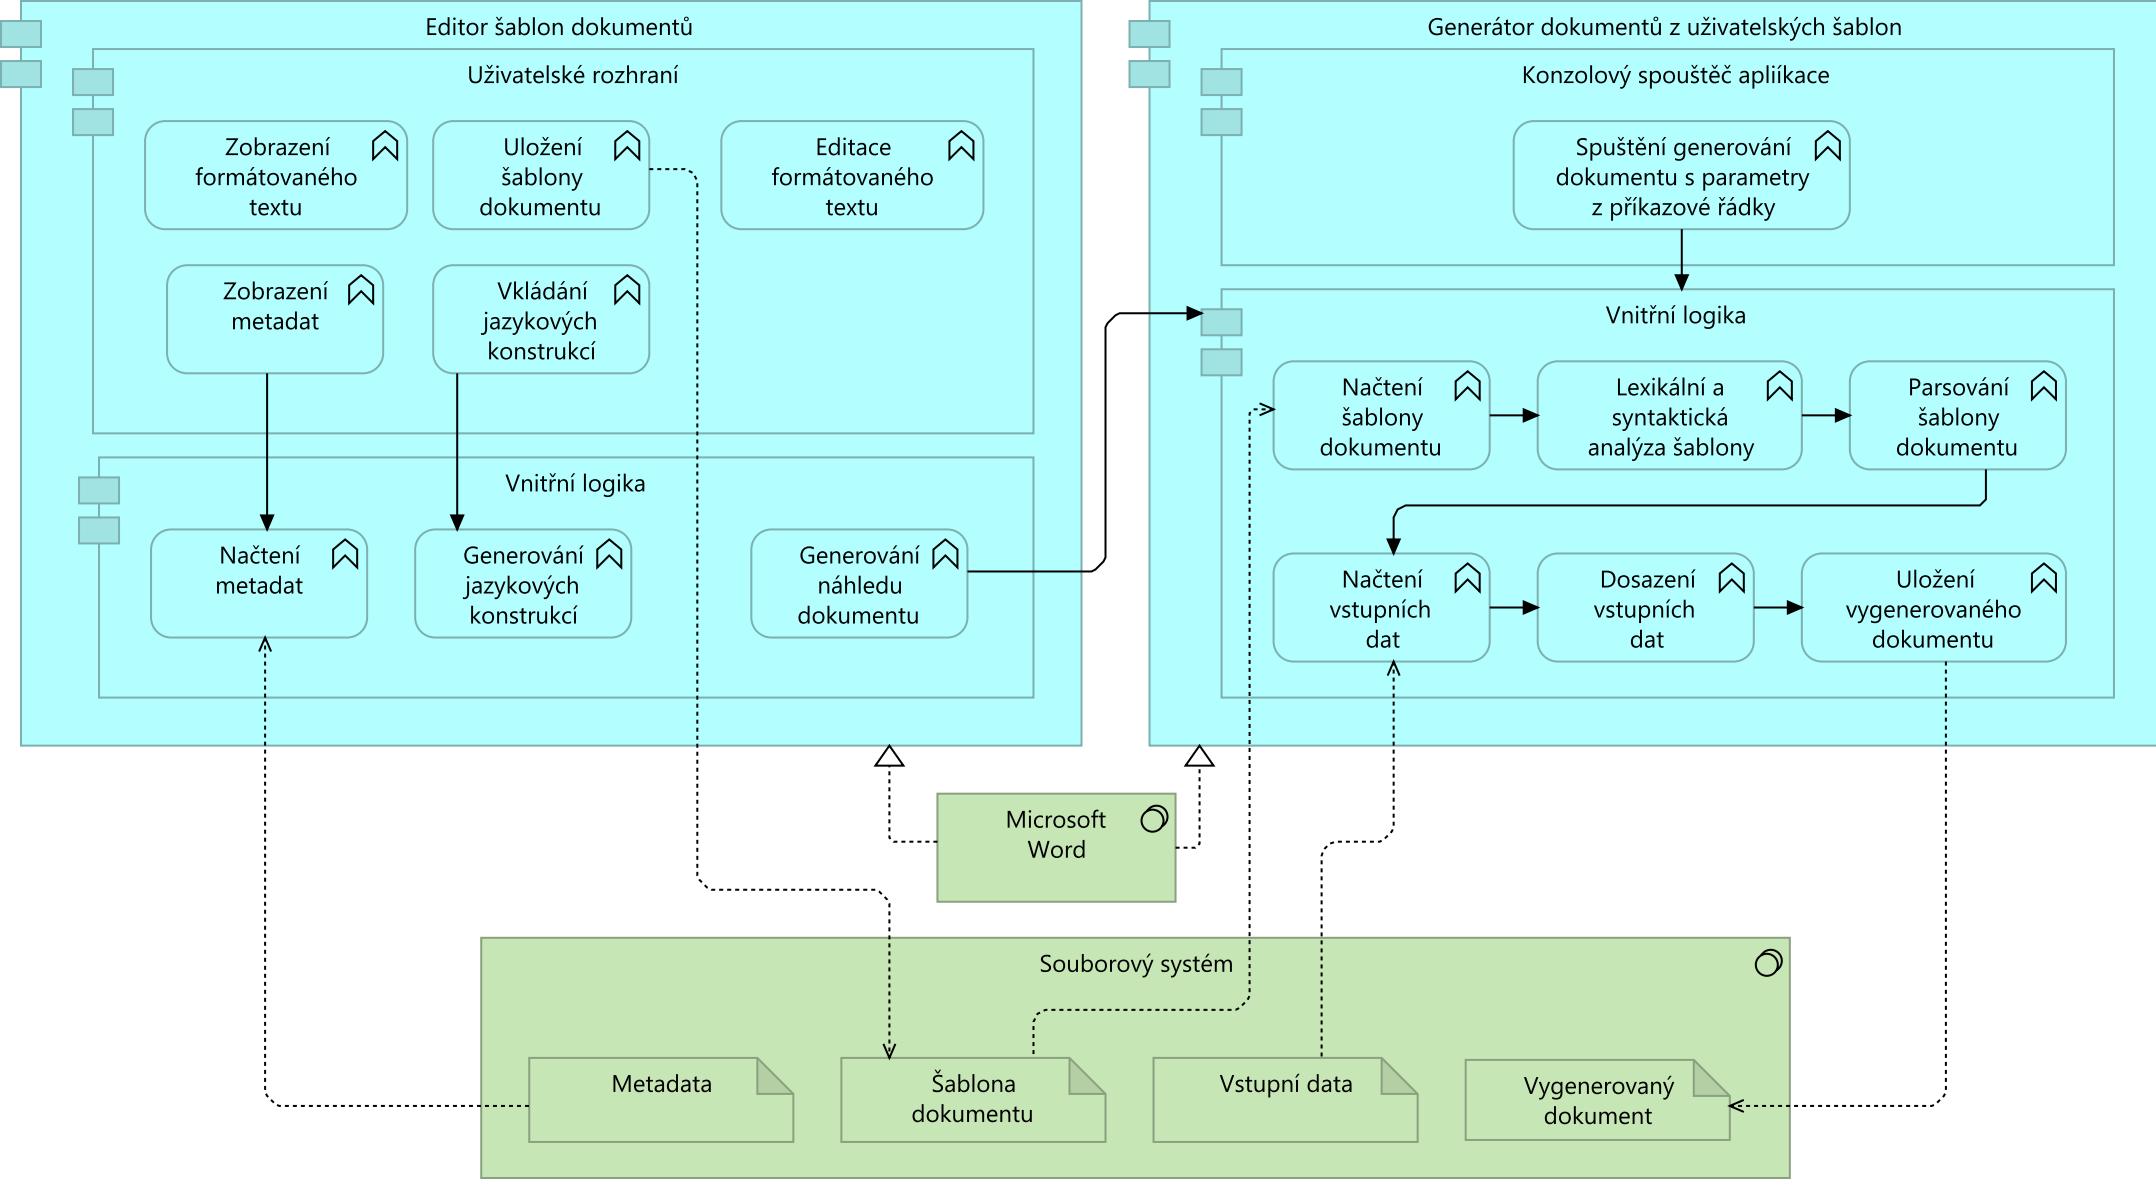 Editor šablon dokumentů
Uživatelské rozhraní
Zobrazení
formátovaného
textu
Uložení
šablony
dokumentu
Editace
formátovaného
textu
Zobrazení
metadat
Vkládání
jazykových
konstrukcí
Vnitřní logika
Načtení
metadat
Generování
jazykových
konstrukcí
Generování
náhledu
dokumentu
Generátor dokumentů z uživatelských šablon
Konzolový spouštěč apliíkace
Spuštění generování
dokumentu s parametry
z příkazové řádky
Vnitřní logika
Načtení
šablony
dokumentu
Lexikální a
syntaktická
analýza šablony
Parsování
šablony
dokumentu
Načtení
vstupních
dat
Dosazení
vstupních
dat
Uložení
vygenerovaného
dokumentu
Microsoft
Word
Souborový systém
Metadata
Šablona
dokumentu
Vstupní data
Vygenerovaný
dokument